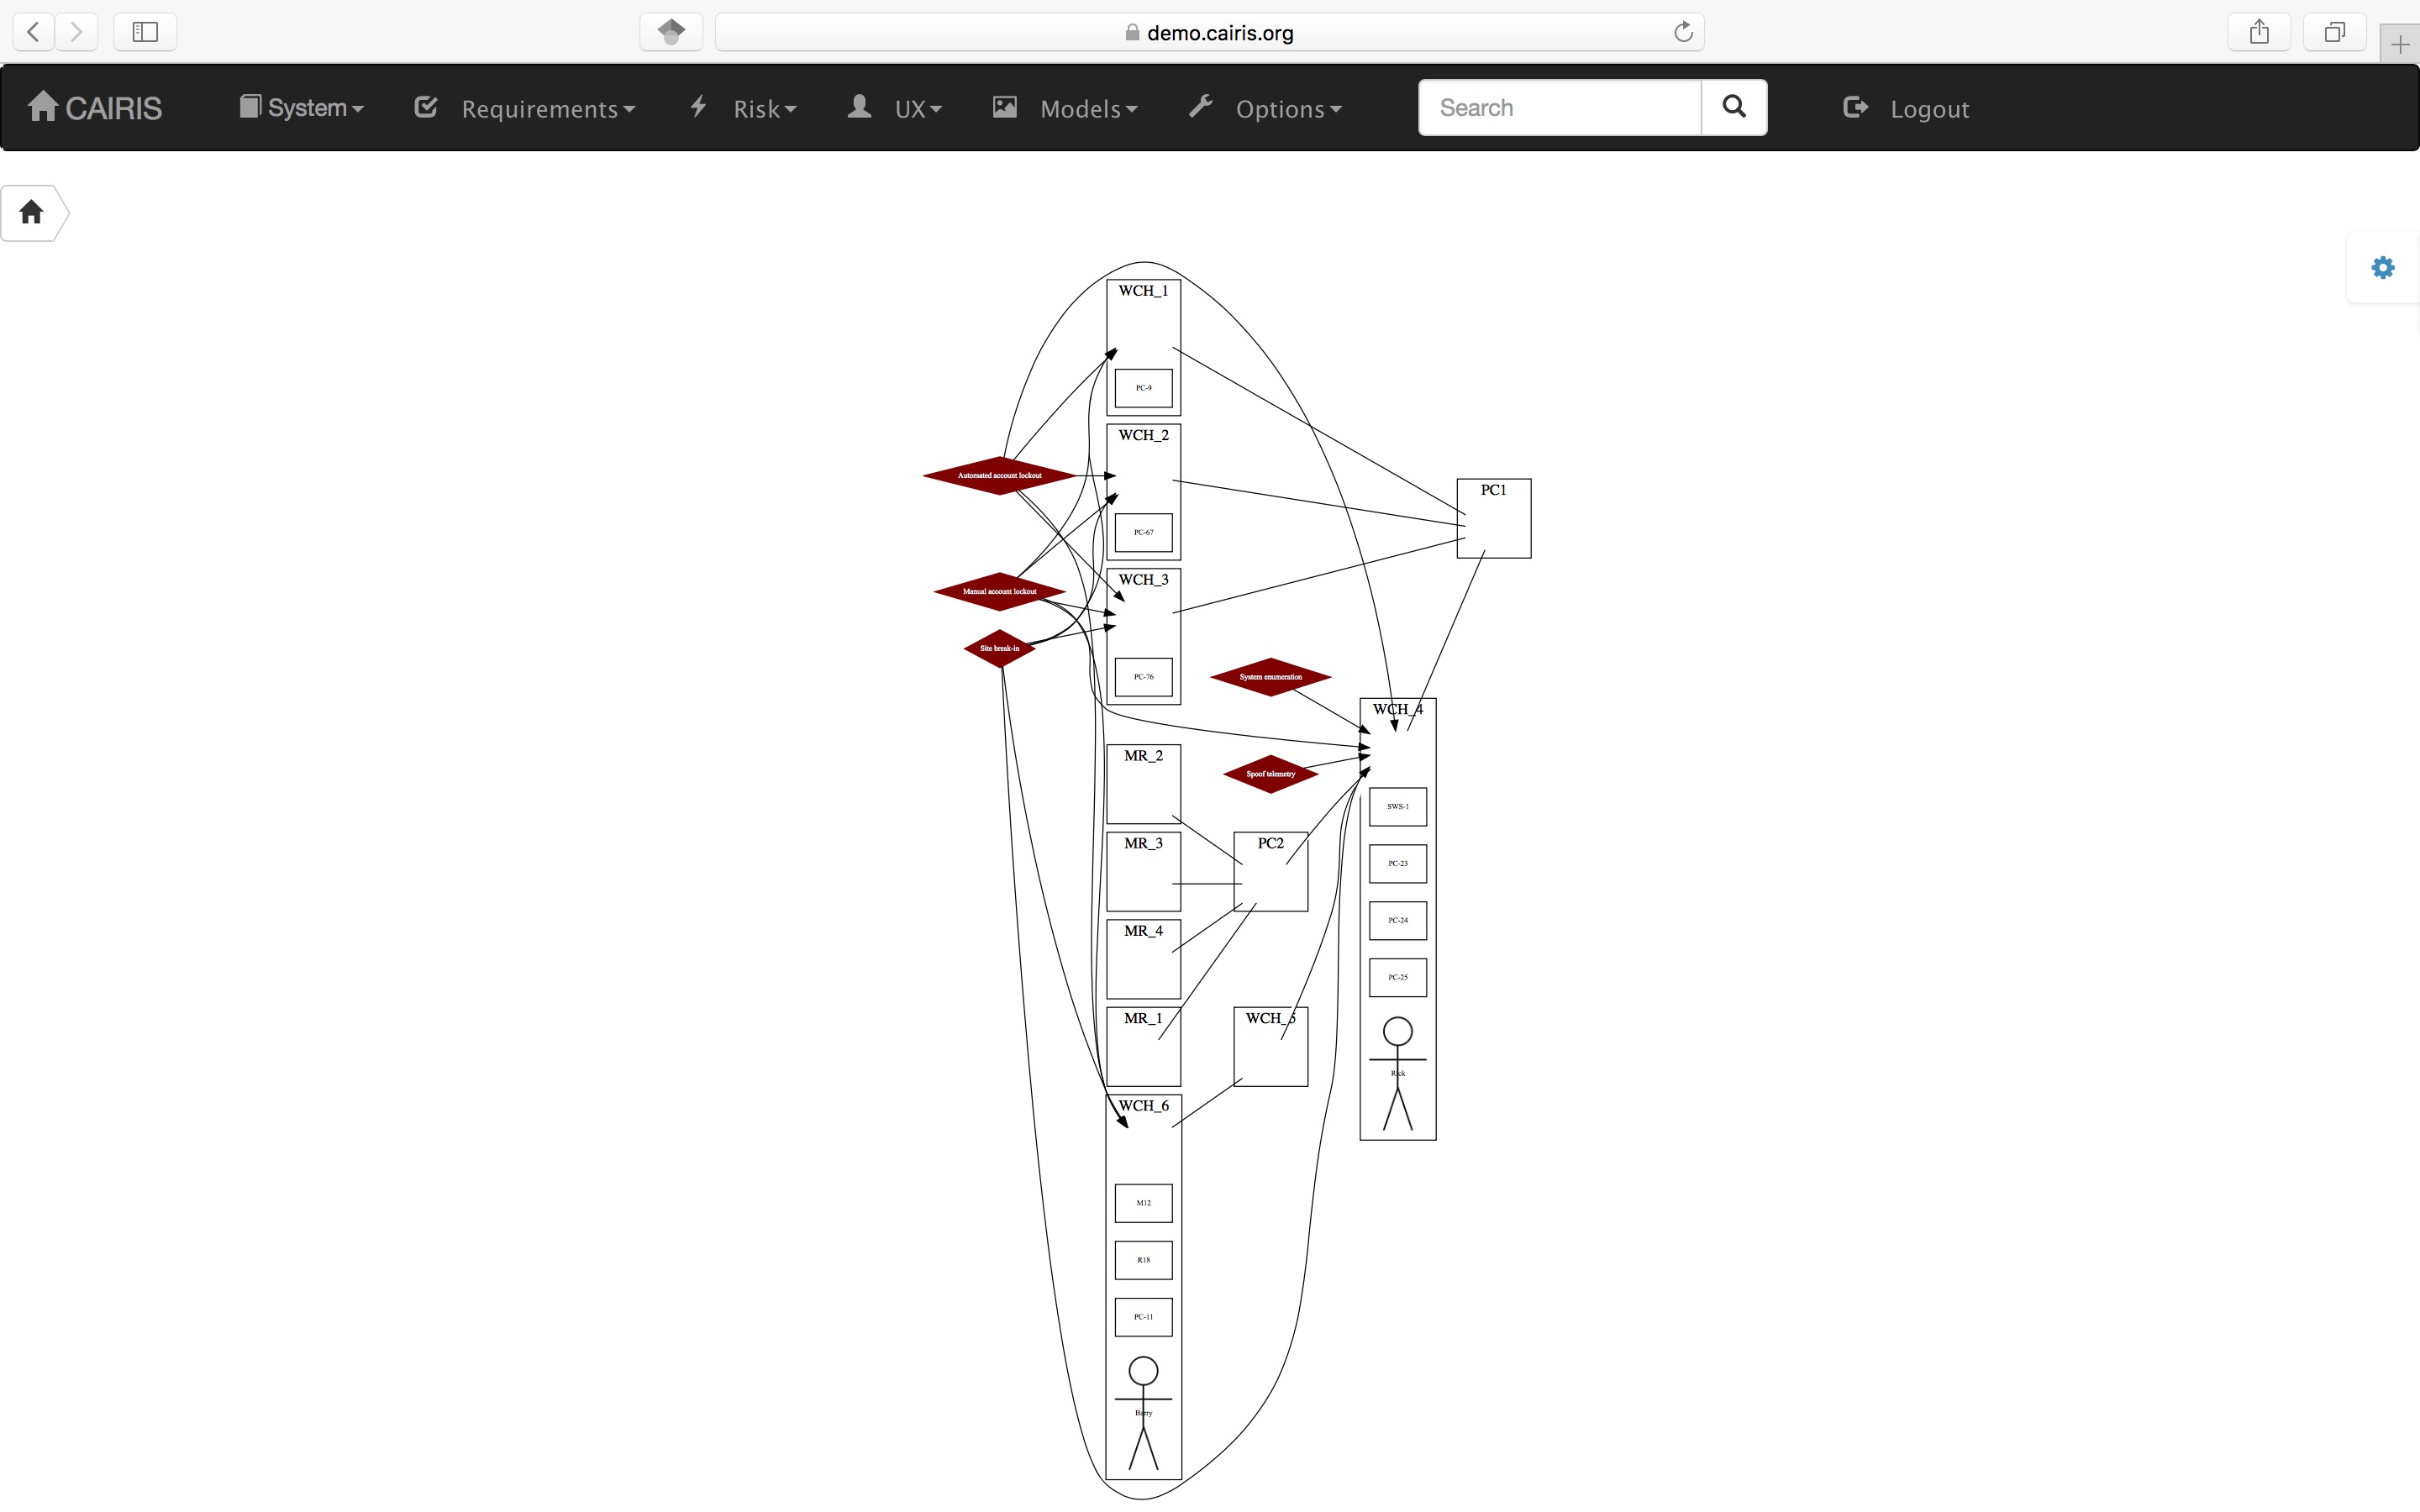 demo.cairis.org
CAIRIS System Requirements Risk UX Models Options Search Logout
WCH_1
PC-9
WCH_2
Automated account lockout
PC1
PC-67
WCH_3
Manual account lockout
Site break-in
PC-76
System enumeration
WCH_4
MR_2
Spoof telemetry
SWS-1
MR_3
PC2
PC-23
PC-24
MR_4
PC-25
MR_1
WCH_5
Rick
WCH_6
M12
R18
PC-11
Barry